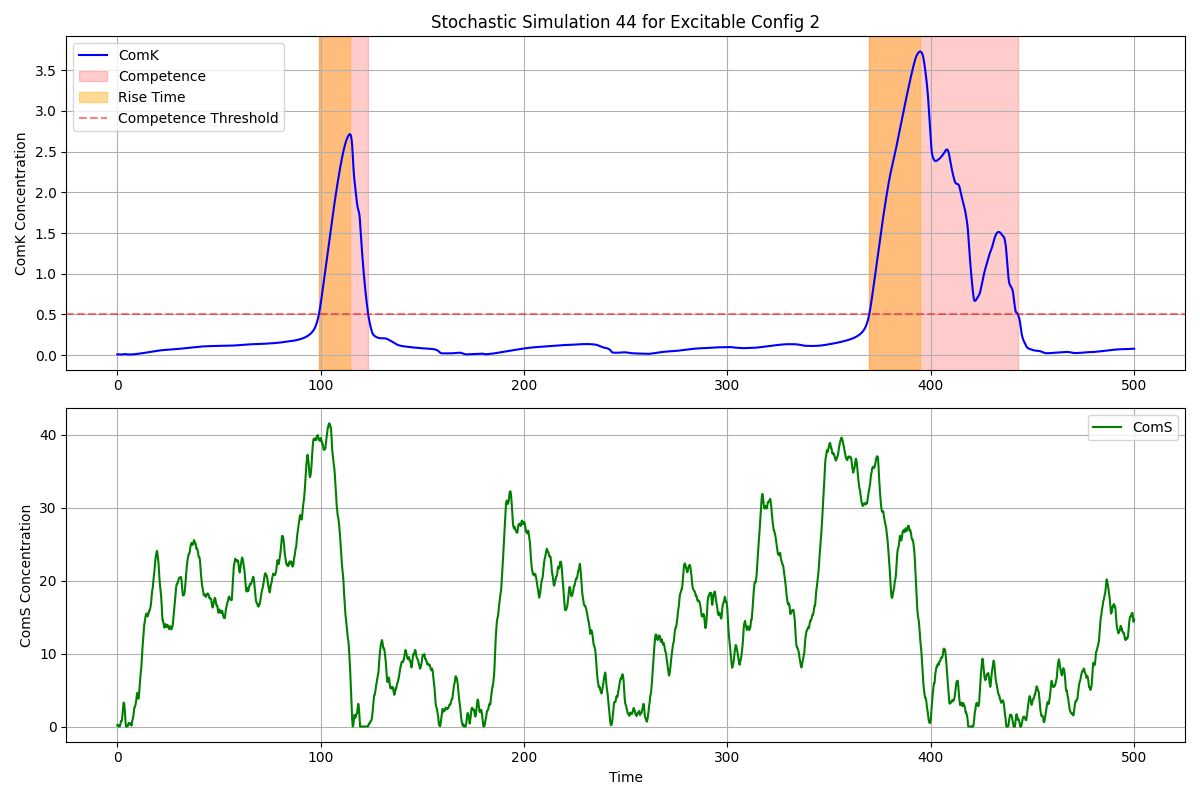 Stochastic Simulation 44 for Excitable Config 2
ComK
Competence
Rise Time
Competence Threshold
ComK Concentration
3.5
3.0
2.5
2.0
1.5
1.0
0.5
0.0
0 100 200 300 400 500
ComS
ComS Concentration
40
30
20
10
0
0 100 200 300 400 500
Time